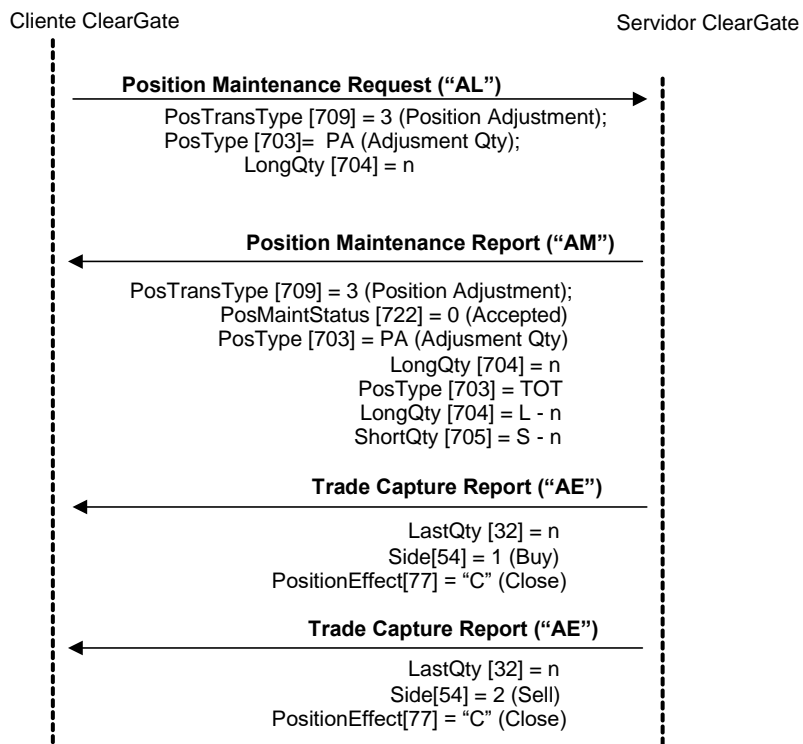 Cliente ClearGate
Servidor ClearGate
Position Maintenance Request (“AL”)
PosTransType [709] = 3 (Position Adjustment);
PosType [703]=  PA (Adjusment Qty);
LongQty [704] = n
Position Maintenance Report (“AM”)
PosTransType [709] = 3 (Position Adjustment);
PosMaintStatus [722] = 0 (Accepted)
PosType [703] = PA (Adjusment Qty)
LongQty [704] = n
PosType [703] = TOT
LongQty [704] = L - n
ShortQty [705] = S - n
Trade Capture Report (“AE”)
LastQty [32] = n
Side[54] = 1 (Buy)
PositionEffect[77] = “C” (Close)
Trade Capture Report (“AE”)
LastQty [32] = n
Side[54] = 2 (Sell)
PositionEffect[77] = “C” (Close)